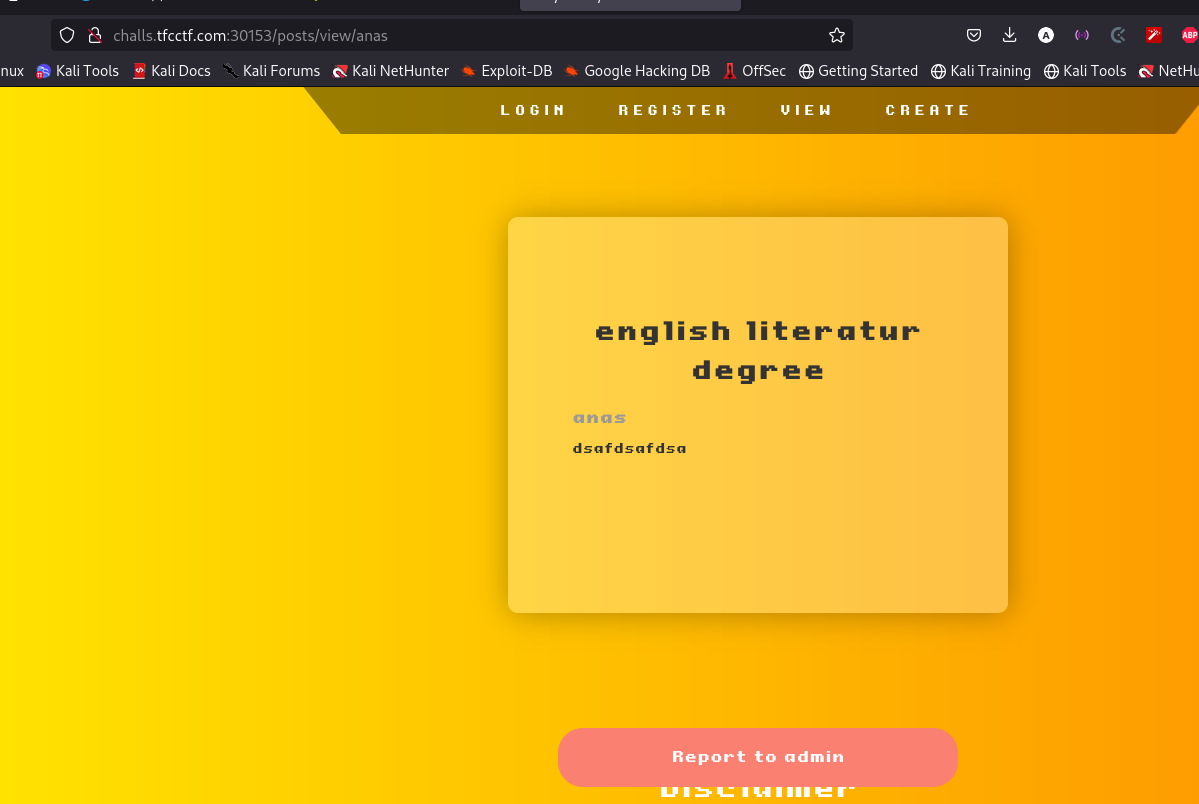 challs.tfcctf.com:30153/posts/view/anas
A
ABP
nux Kali Tools Kali Docs Kali Forums Kali NetHunter Exploit-DB Google Hacking DB OffSec Getting Started Kali Training Kali Tools NetHu
LOGIN REGISTER VIEW CREATE
english literatur
degree
anas
dsafdsafdsa
Report to admin
Disclaimer